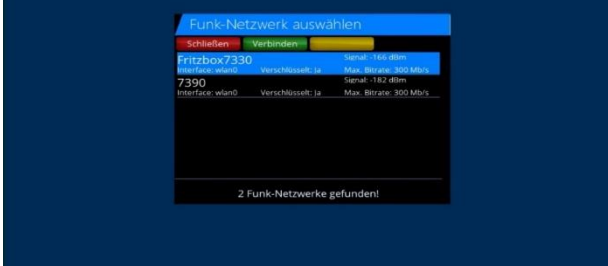 Funk-Netzwerk auswählen
Schließen Verbinden
Fritzbox7330 Signal: -166 dBm
Interface: wlan0 Verschlüsselt: Ja Max. Bitrate: 300 Mb/s
7390 Signal: -182 dBm
Interface: wlan0 Verschlüsselt: Ja Max. Bitrate: 300 Mb/s
2 Funk-Netzwerke gefunden!